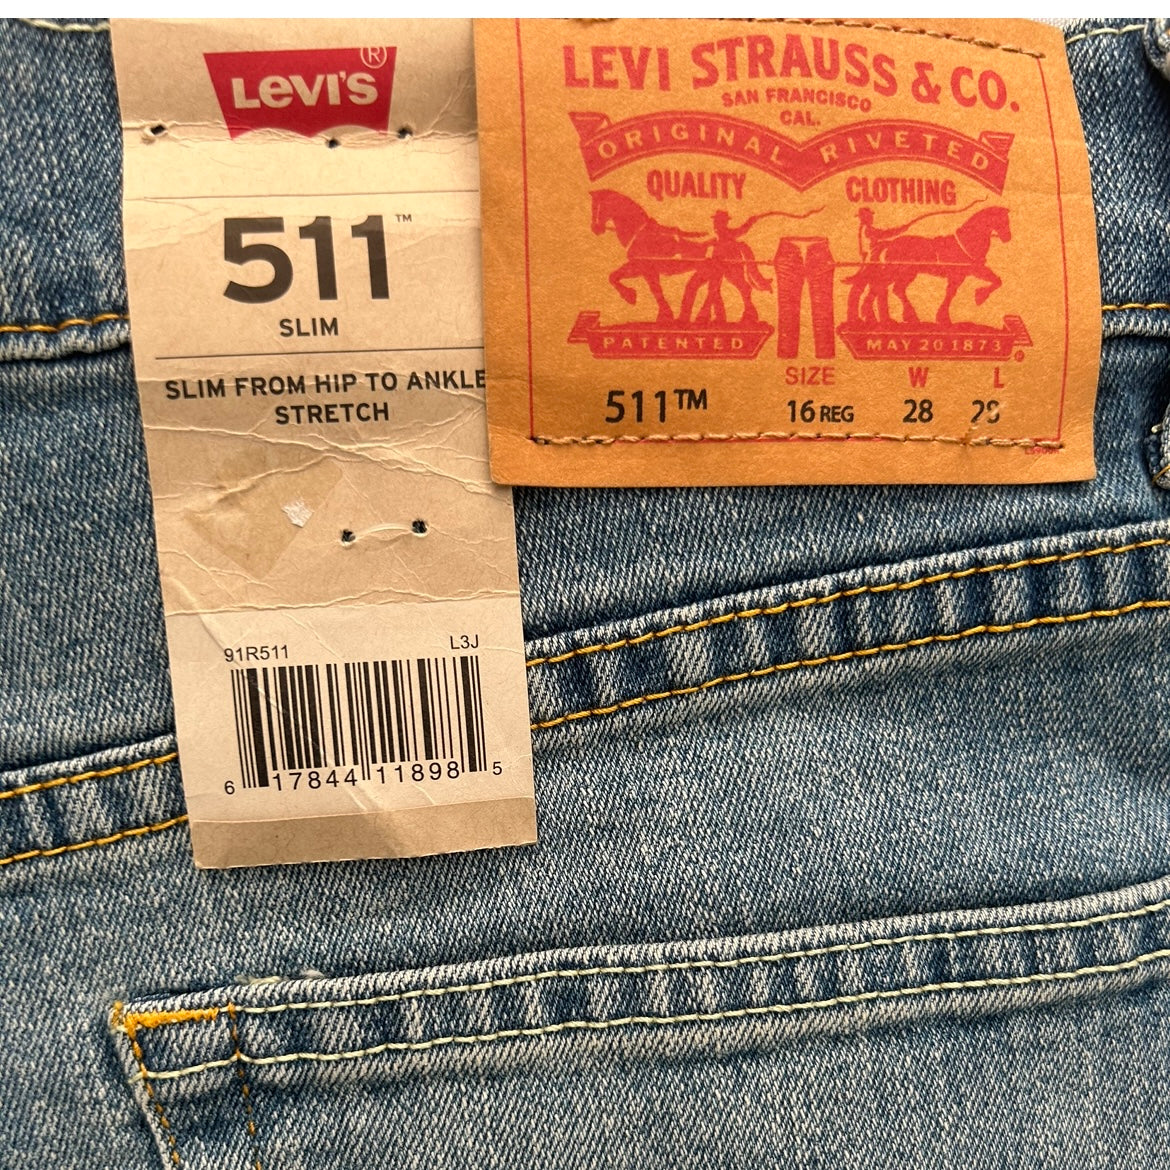 LEVI'S®
511™
SLIM
SLIM FROM HIP TO ANKLE
STRETCH
91R511 L3J
6 17844 11898 5
LEVI STRAUSS & CO.
SAN FRANCISCO
CAL.
ORIGINAL RIVETED
QUALITY CLOTHING
PATENTED MAY 20 1873 ®
SIZE W L
511™ 16 REG 28 28